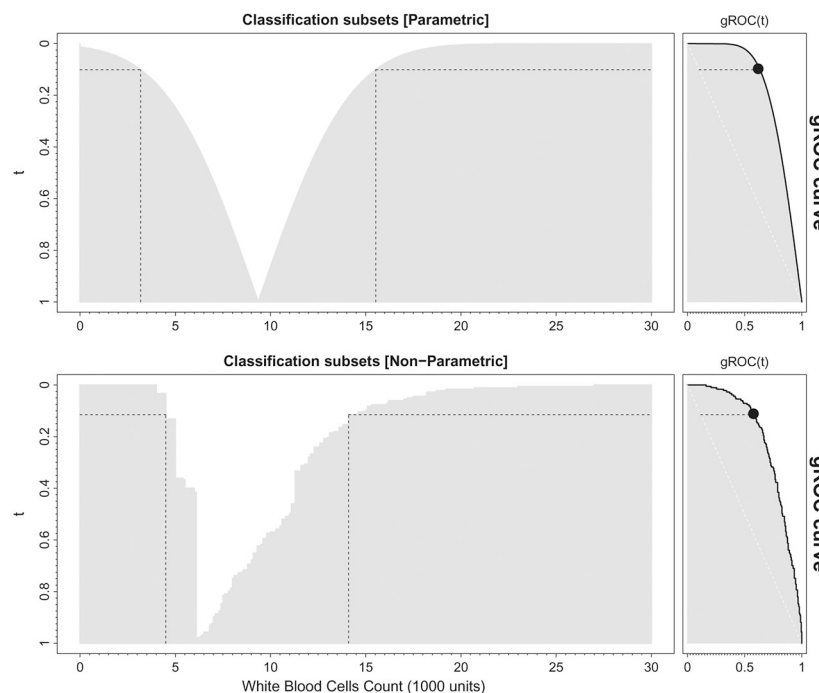 Classification subsets [Parametric]
gROC(t)
t
0
0.2
0.4
0.6
0.8
1
0 5 10 15 20 25 30
0 0.5 1
gROC curve
Classification subsets [Non−Parametric]
gROC(t)
t
0
0.2
0.4
0.6
0.8
1
0 5 10 15 20 25 30
0 0.5 1
gROC curve
White Blood Cells Count (1000 units)